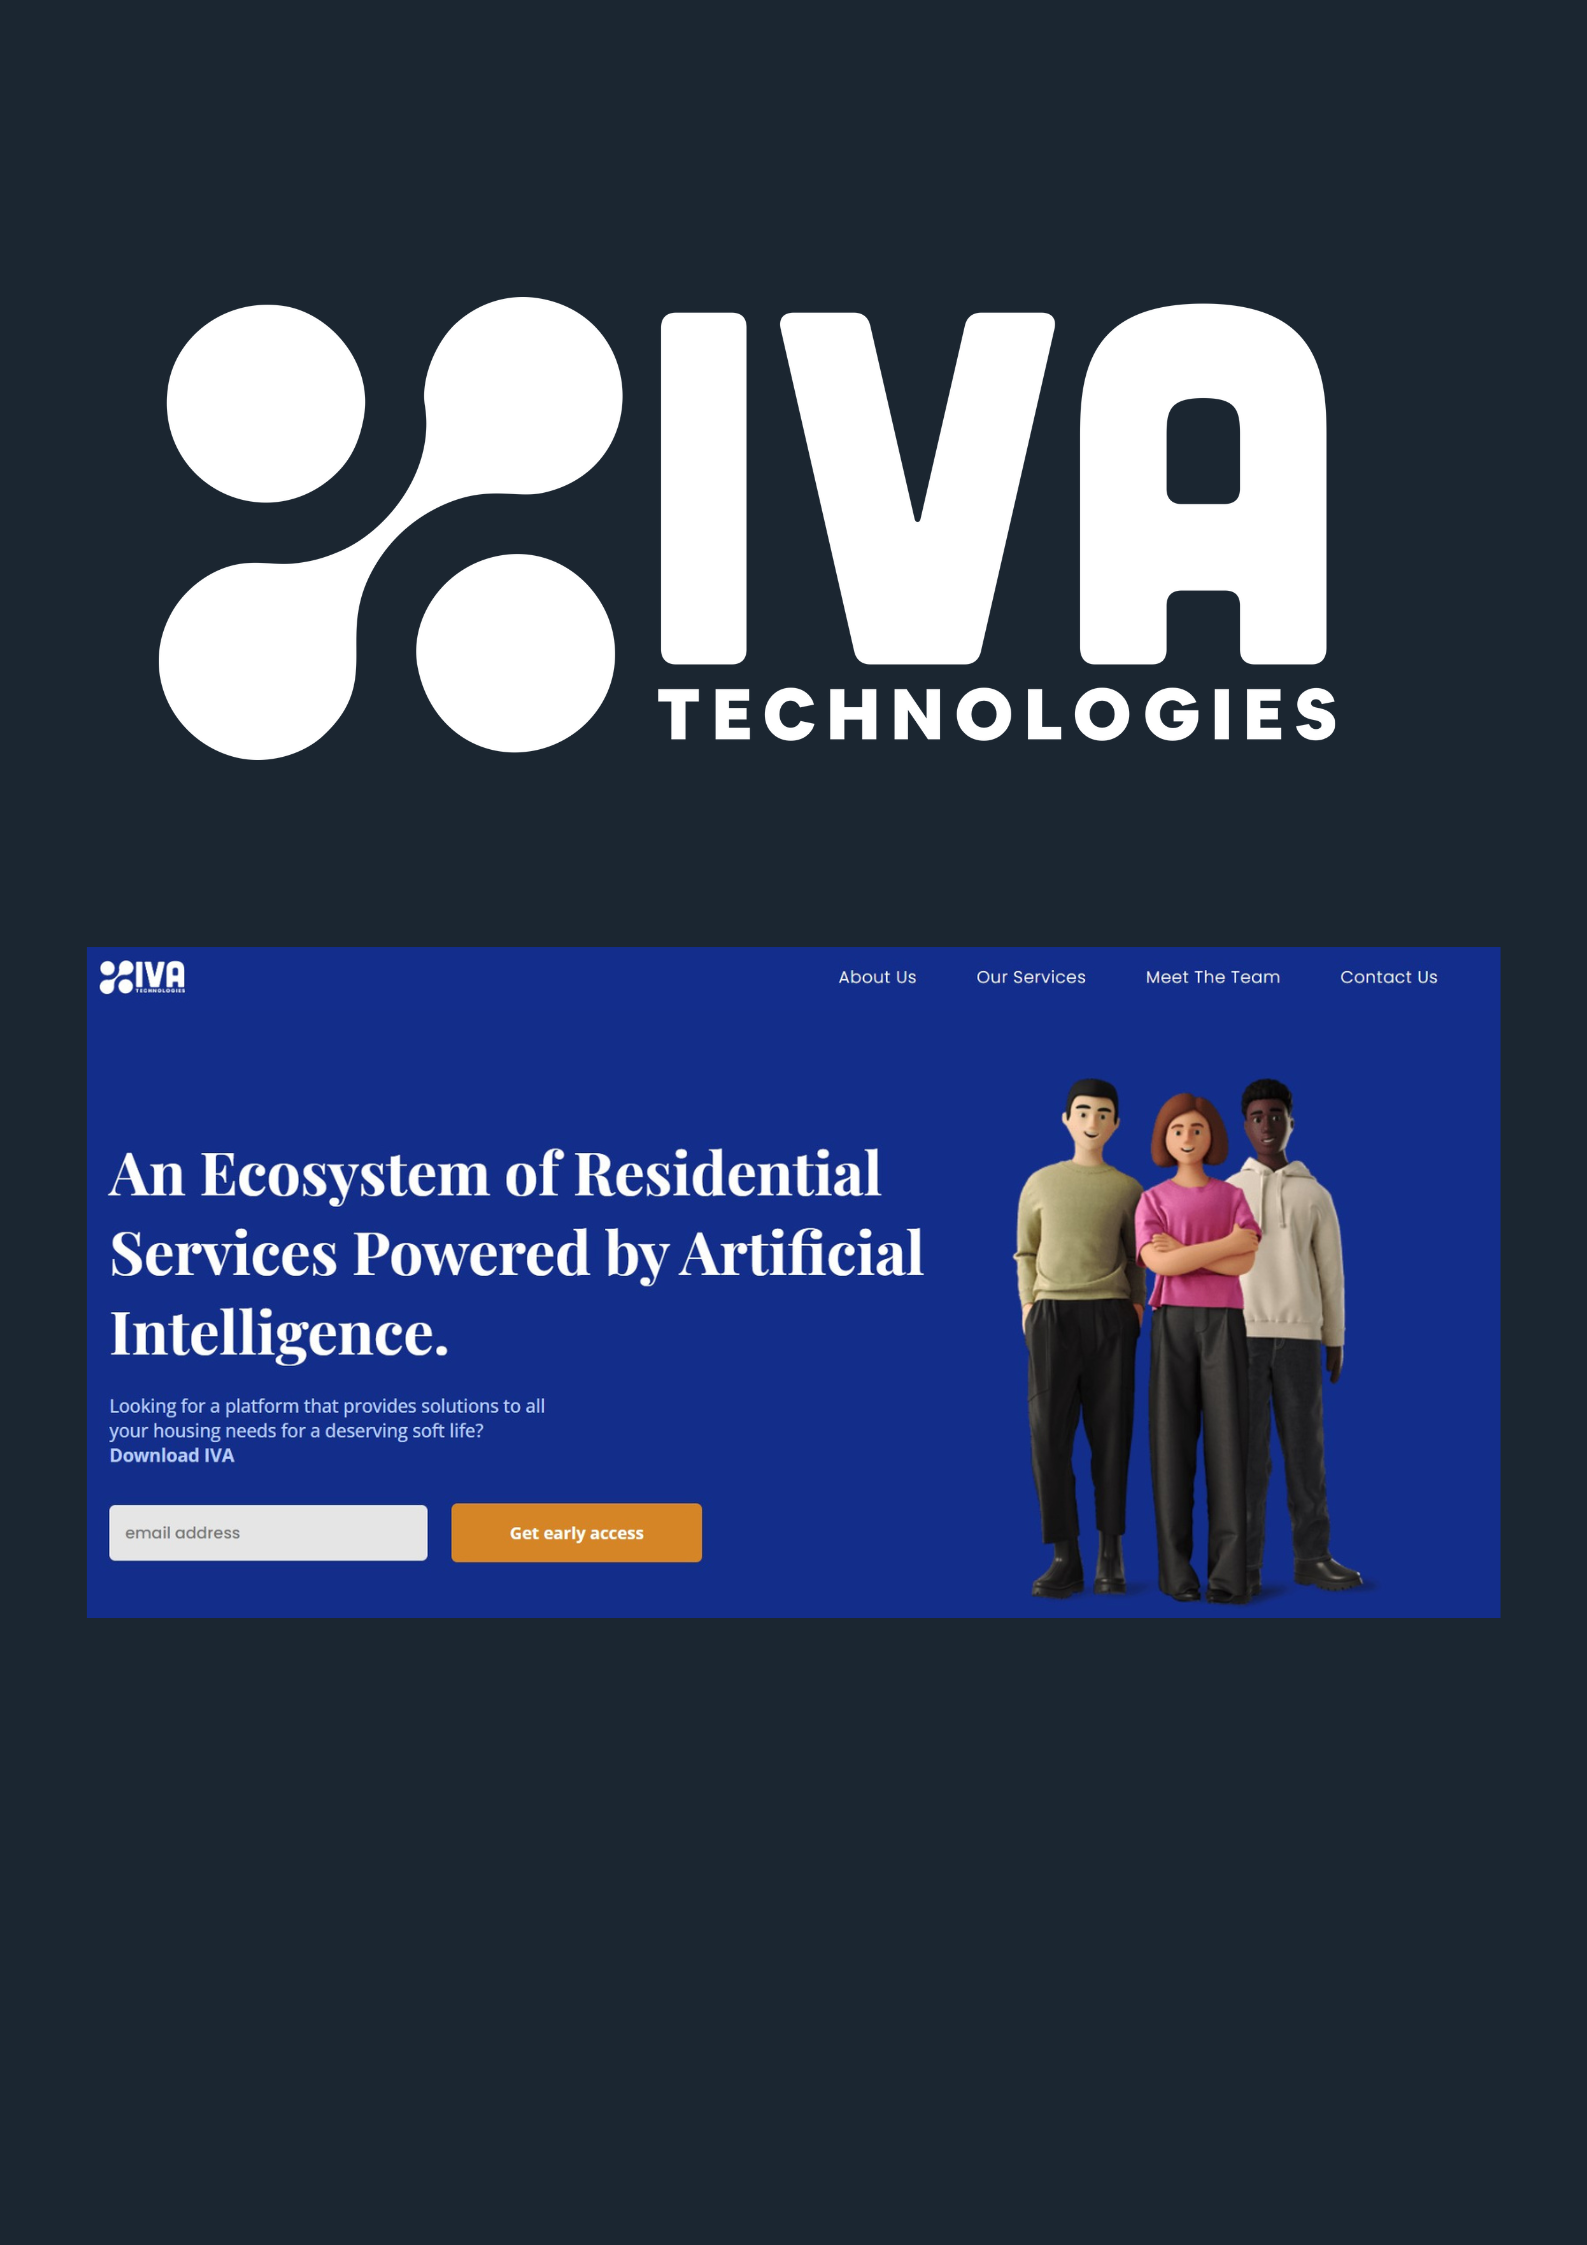 IVA
TECHNOLOGIES
IVA
TECHNOLOGIES
About Us Our Services Meet The Team Contact Us
An Ecosystem of Residential
Services Powered by Artificial
Intelligence.
Looking for a platform that provides solutions to all
your housing needs for a deserving soft life?
Download IVA
email address Get early access